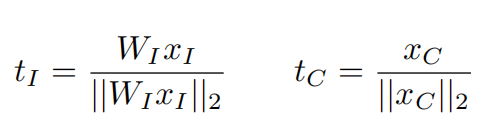 t_I = \frac{W_I x_I}{||W_I x_I||_2} \qquad t_C = \frac{x_C}{||x_C||_2}